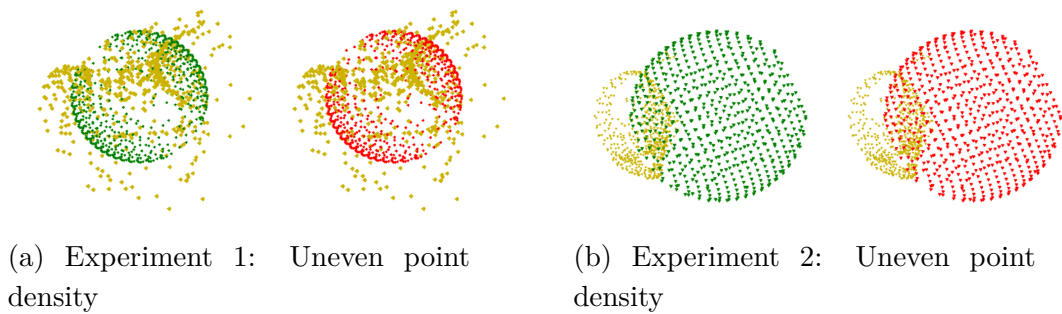 (a) Experiment 1: Uneven point
density
(b) Experiment 2: Uneven point
density